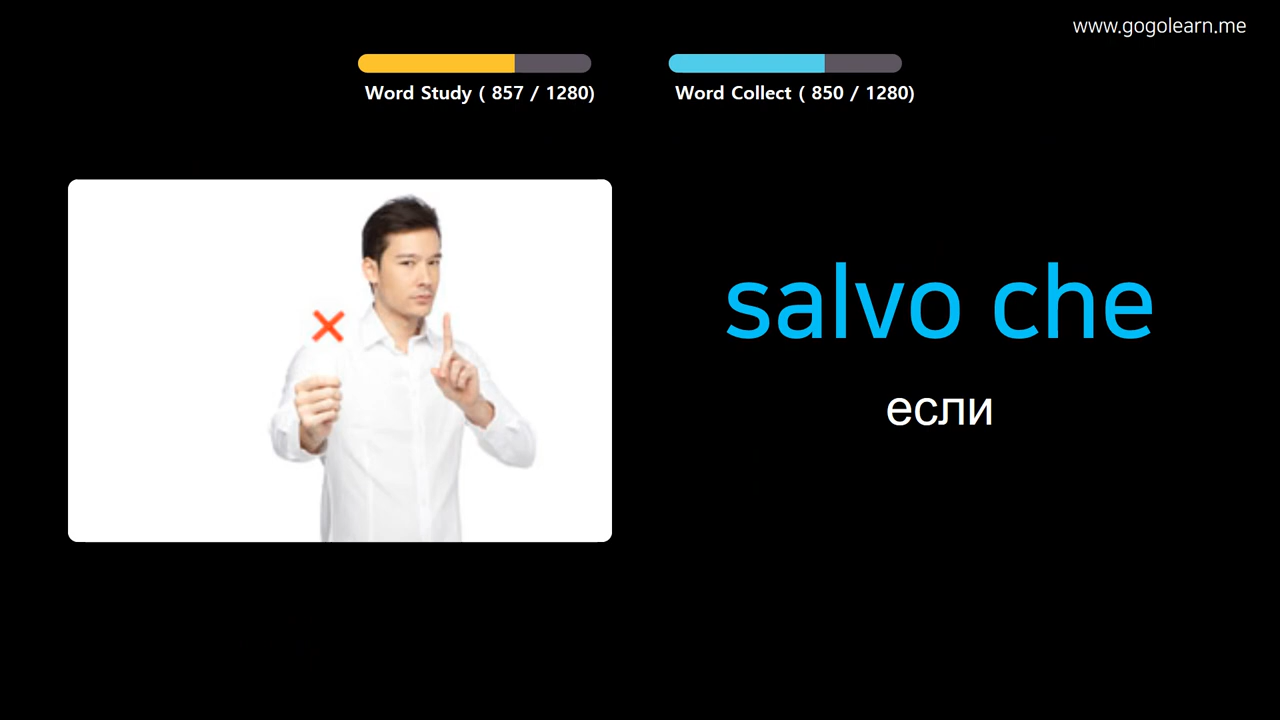 www.gogolearn.me
Word Study ( 857 / 1280)
Word Collect ( 850 / 1280)
salvo che
если